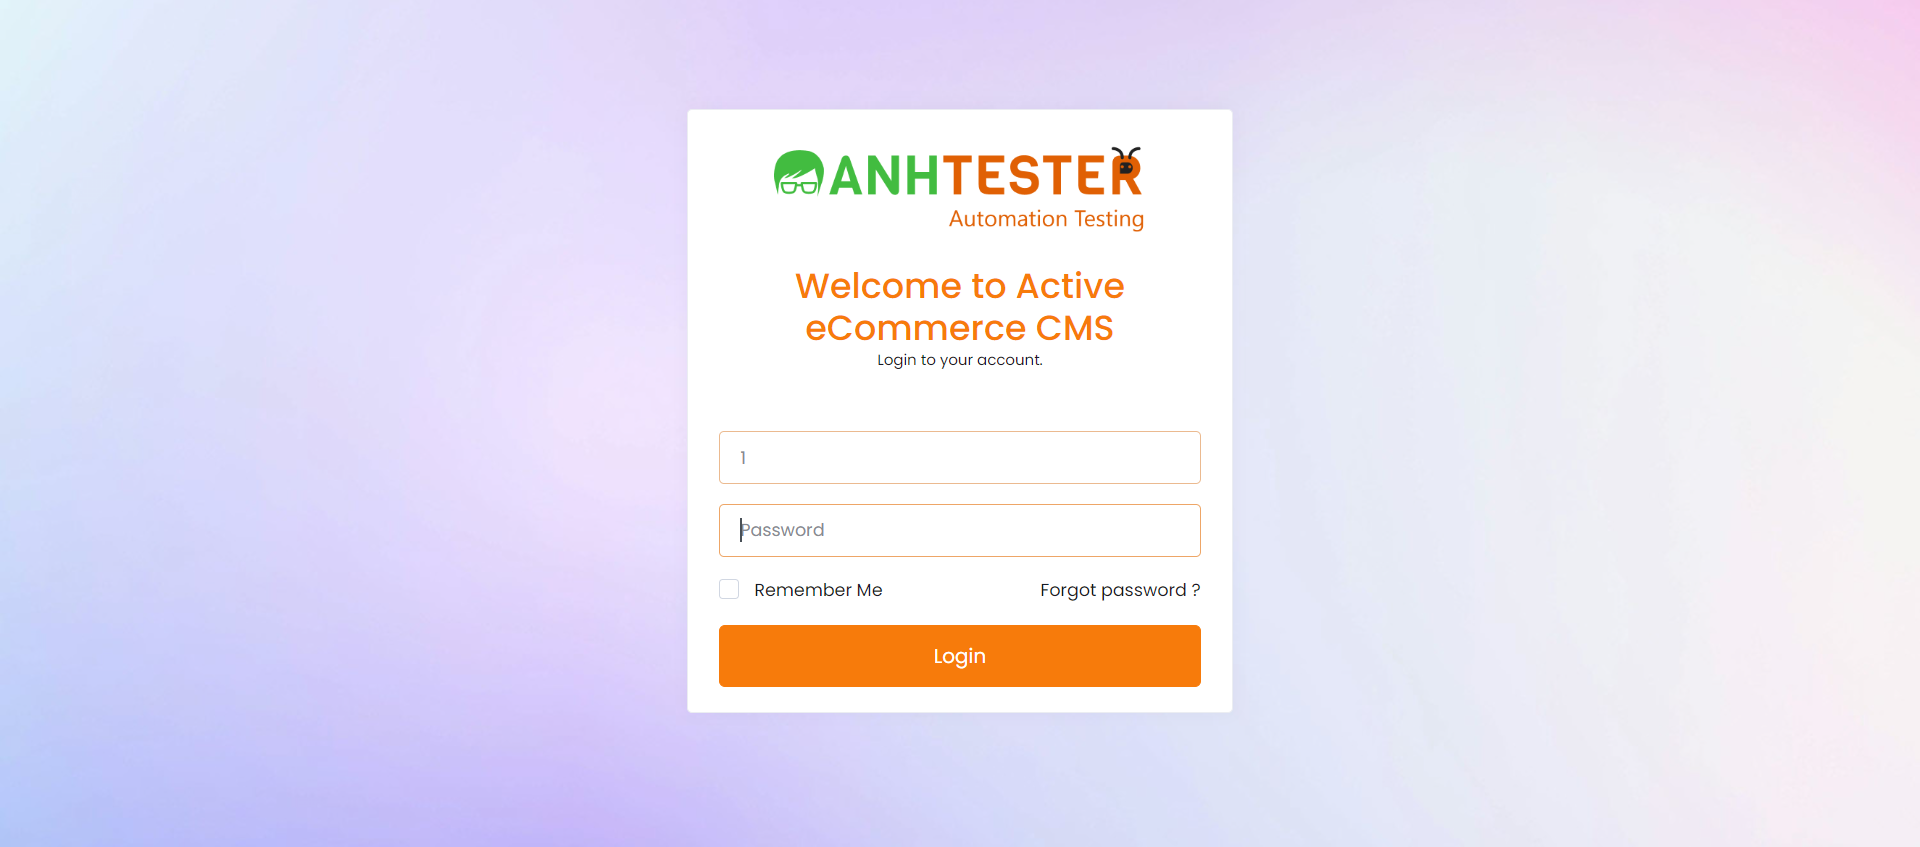 ANHTESTER
Automation Testing
Welcome to Active
eCommerce CMS
Login to your account.
1
Password
Remember Me
Forgot password ?
Login